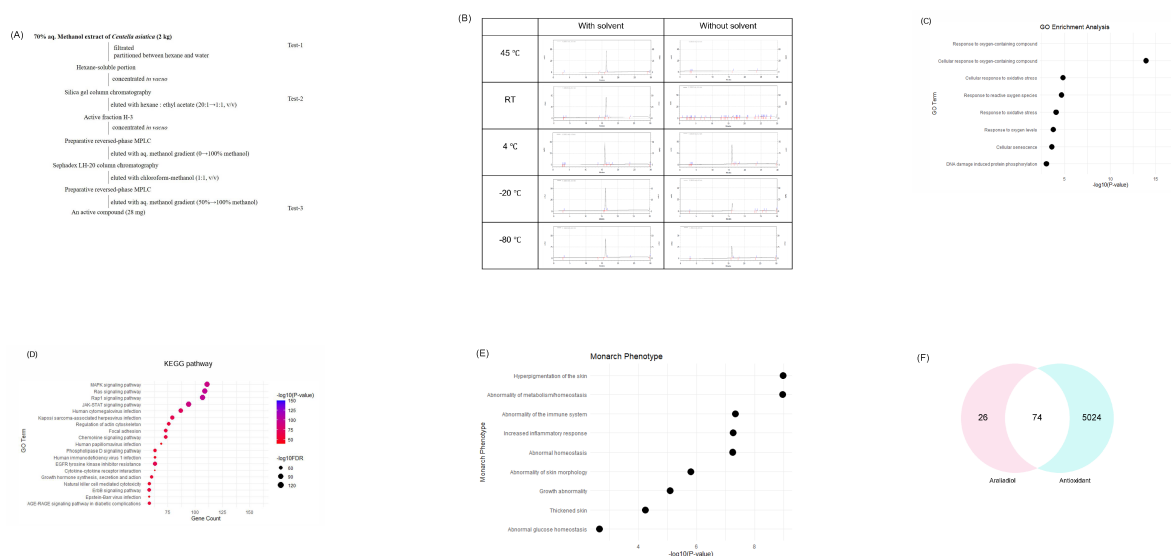 (A)
70% aq. Methanol extract of Centella asiatica (2 kg)
Test-1
filtrated
partitioned between hexane and water
Hexane-soluble portion
concentrated in vacuo
Silica gel column chromatography
Test-2
eluted with hexane : ethyl acetate (20:1→1:1, v/v)
Active fraction H-3
concentrated in vacuo
Preparative reversed-phase MPLC
eluted with aq. methanol gradient (0→100% methanol)
Sephadex LH-20 column chromatography
eluted with chloroform-methanol (1:1, v/v)
Preparative reversed-phase MPLC
eluted with aq. methanol gradient (50%→100% methanol)
An active compound (28 mg)
Test-3
(B)
With solvent
Without solvent
45 ℃
RT
4 ℃
-20 ℃
-80 ℃
(C)
GO Enrichment Analysis
GO Term
Response to oxygen-containing compound
Cellular response to oxygen-containing compound
Cellular response to oxidative stress
Response to reactive oxygen species
Response to oxidative stress
Response to oxygen levels
Cellular senescence
DNA damage induced protein phosphorylation
5
10
15
-log10(P-value)
(D)
KEGG pathway
GO Term
MAPK signaling pathway
Ras signaling pathway
Rap1 signaling pathway
JAK-STAT signaling pathway
Human cytomegalovirus infection
Kaposi sarcoma-associated herpesvirus infection
Regulation of actin cytoskeleton
Focal adhesion
Chemokine signaling pathway
Human papillomavirus infection
Phospholipase D signaling pathway
Human immunodeficiency virus 1 infection
EGFR tyrosine kinase inhibitor resistance
Cytokine-cytokine receptor interaction
Growth hormone synthesis, secretion and action
Natural killer cell mediated cytotoxicity
ErbB signaling pathway
Epstein-Barr virus infection
AGE-RAGE signaling pathway in diabetic complications
75
100
125
150
Gene Count
-log10(P-value)
150
125
100
75
50
-log10FDR
60
90
120
(E)
Monarch Phenotype
Monarch Phenotype
Hyperpigmentation of the skin
Abnormality of metabolism/homeostasis
Abnormality of the immune system
Increased inflammatory response
Abnormal homeostasis
Abnormality of skin morphology
Growth abnormality
Thickened skin
Abnormal glucose homeostasis
4
6
8
-log10(P-value)
(F)
26
74
5024
Araliadiol
Antioxidant